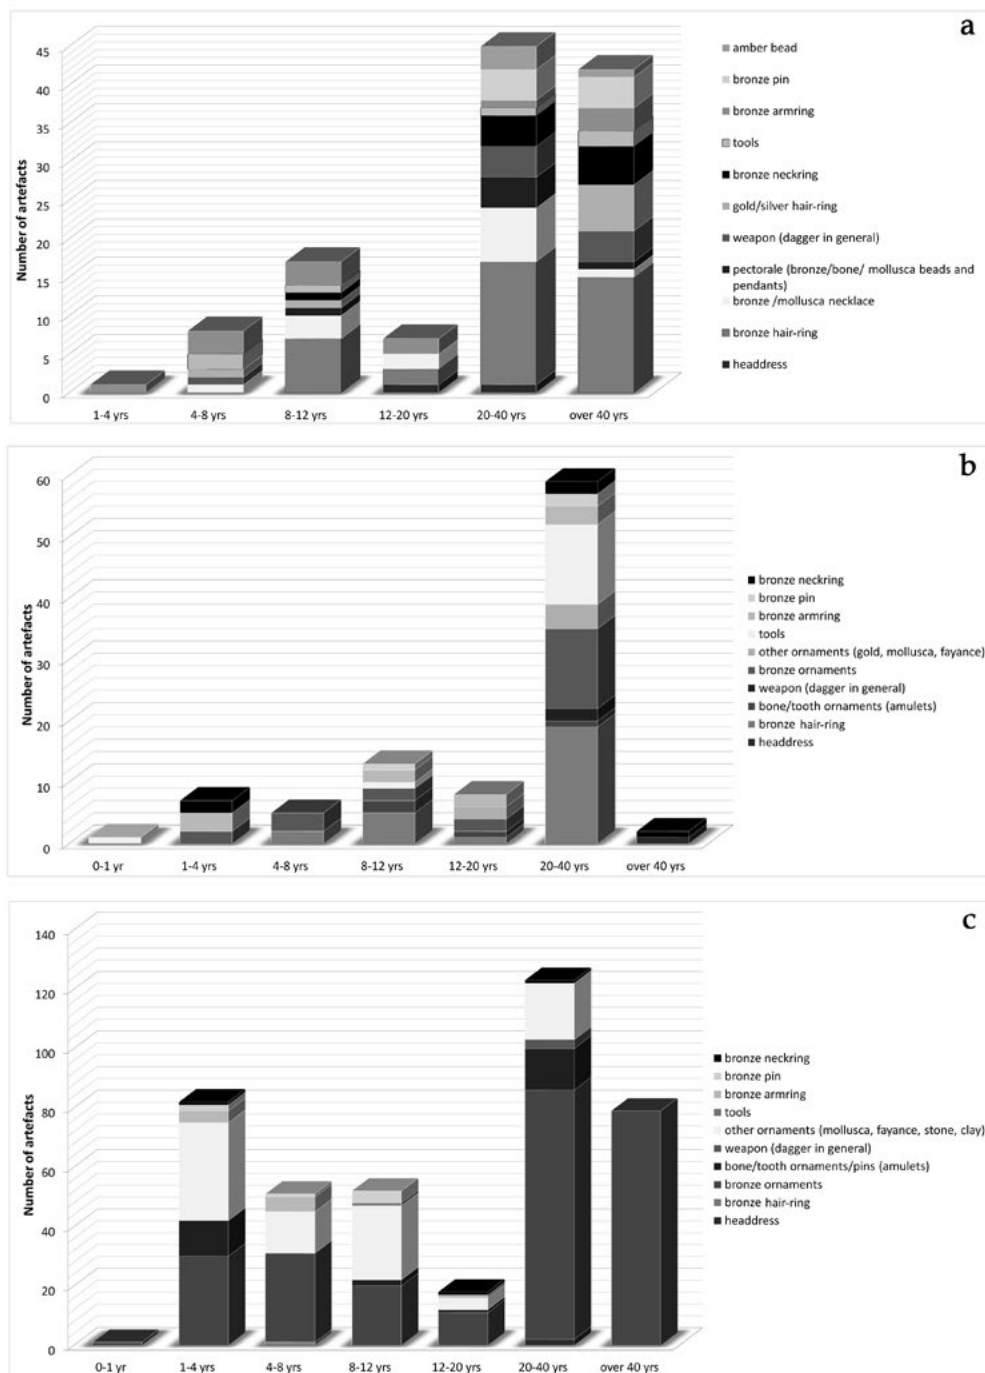 a
45
40
35
30
25
20
15
10
5
0
Number of artefacts
1-4 yrs 4-8 yrs 8-12 yrs 12-20 yrs 20-40 yrs over 40 yrs
amber bead
bronze pin
bronze armring
tools
bronze neckring
gold/silver hair-ring
weapon (dagger in general)
pectorale (bronze/bone/ mollusca beads and
pendants)
bronze /mollusca necklace
bronze hair-ring
headdress
b
60
50
40
30
20
10
0
Number of artefacts
0-1 yr 1-4 yrs 4-8 yrs 8-12 yrs 12-20 yrs 20-40 yrs over 40 yrs
bronze neckring
bronze pin
bronze armring
tools
other ornaments (gold, mollusca, fayance)
bronze ornaments
weapon (dagger in general)
bone/tooth ornaments (amulets)
bronze hair-ring
headdress
c
140
120
100
80
60
40
20
0
Number of artefacts
0-1 yr 1-4 yrs 4-8 yrs 8-12 yrs 12-20 yrs 20-40 yrs over 40 yrs
bronze neckring
bronze pin
bronze armring
tools
other ornaments (mollusca, fayance, stone, clay)
weapon (dagger in general)
bone/tooth ornaments/pins (amulets)
bronze ornaments
bronze hair-ring
headdress